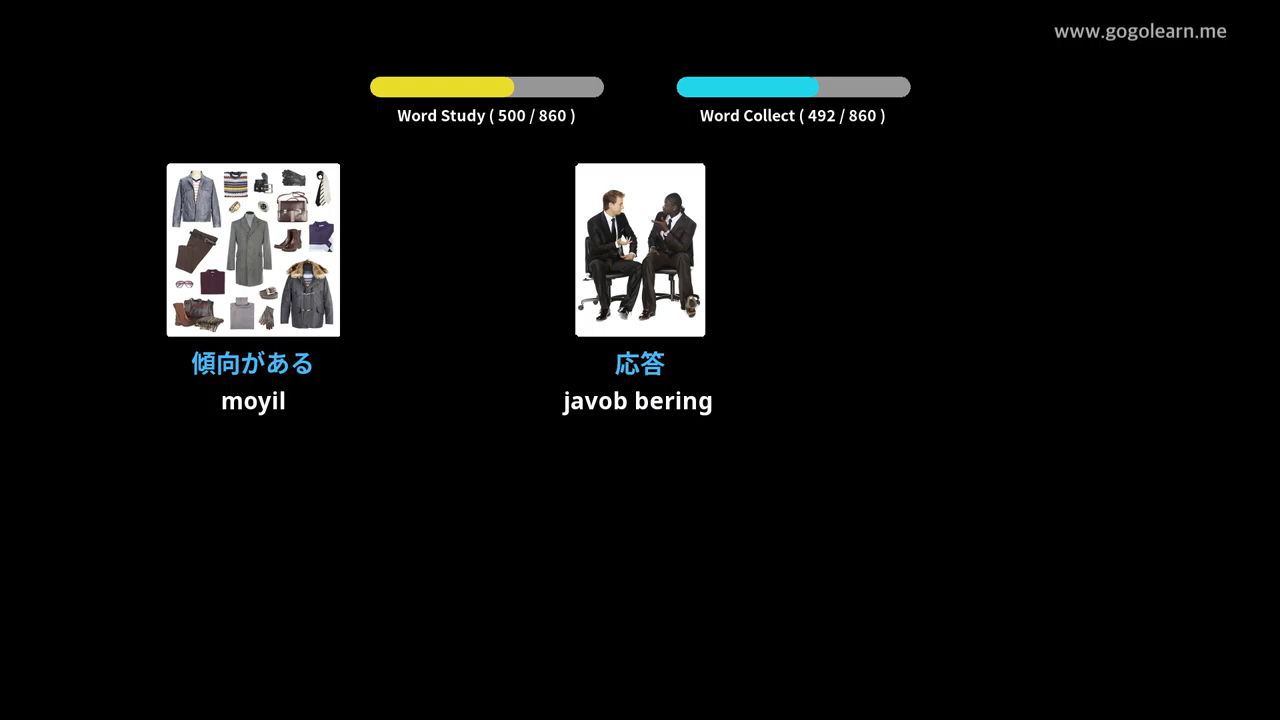 www.gogolearn.me
Word Study ( 500 / 860 )
Word Collect ( 492 / 860 )
傾向がある
moyil
応答
javob bering